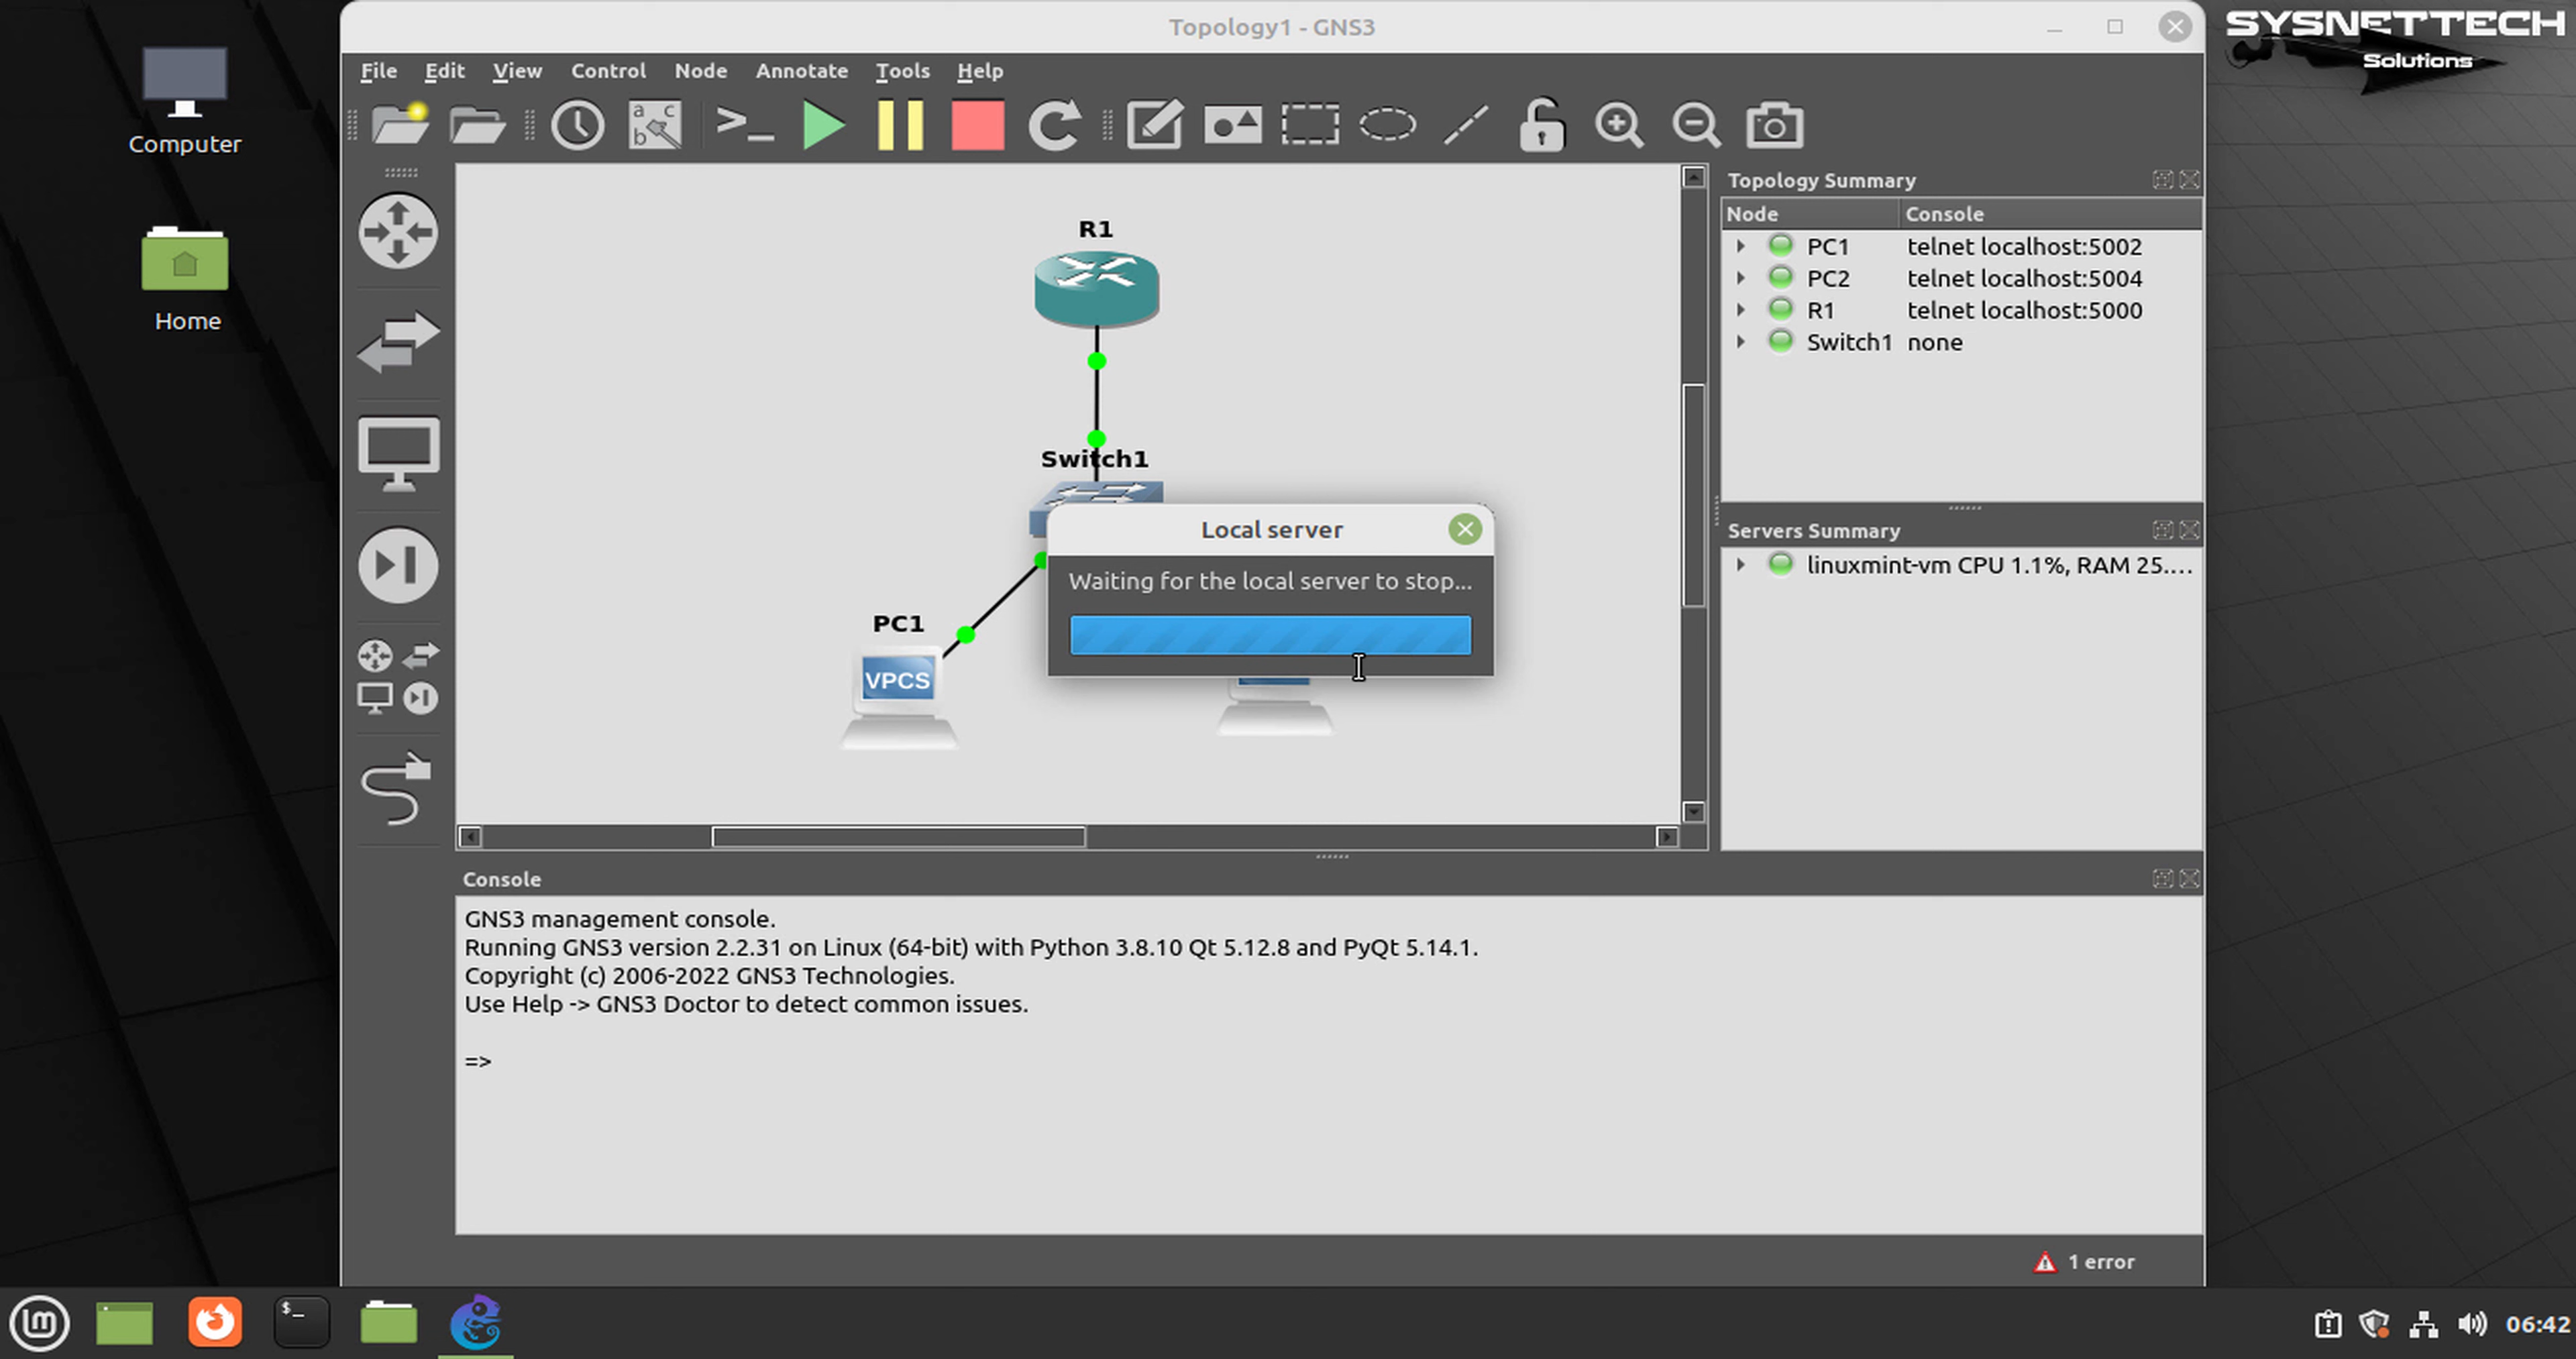 Topology1 - GNS3
SYSNETTECH
Solutions
Computer
Home
File Edit View Control Node Annotate Tools Help
a c
b
>_
R1
Switch1
PC1
VPCS
Local server
Waiting for the local server to stop...
Topology Summary
Node Console
PC1 telnet localhost:5002
PC2 telnet localhost:5004
R1 telnet localhost:5000
Switch1 none
Servers Summary
linuxmint-vm CPU 1.1%, RAM 25....
Console
GNS3 management console.
Running GNS3 version 2.2.31 on Linux (64-bit) with Python 3.8.10 Qt 5.12.8 and PyQt 5.14.1.
Copyright (c) 2006-2022 GNS3 Technologies.
Use Help -> GNS3 Doctor to detect common issues.
=>
1 error
$_
06:42